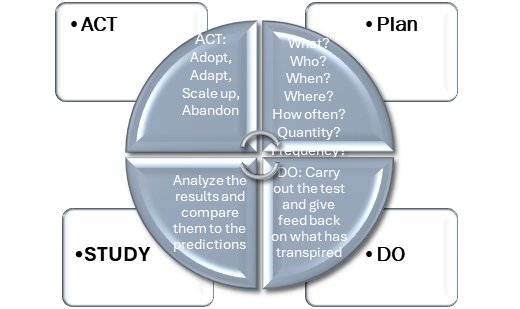 • ACT
• Plan
ACT:
Adopt,
Adapt,
Scale up,
Abandon
What?
Who?
When?
Where?
How often?
Quantity?
Frequency?
Analyze the
results and
compare
them to the
predictions
DO: Carry
out the test
and give
feed back
on what has
transpired
•STUDY
• DO